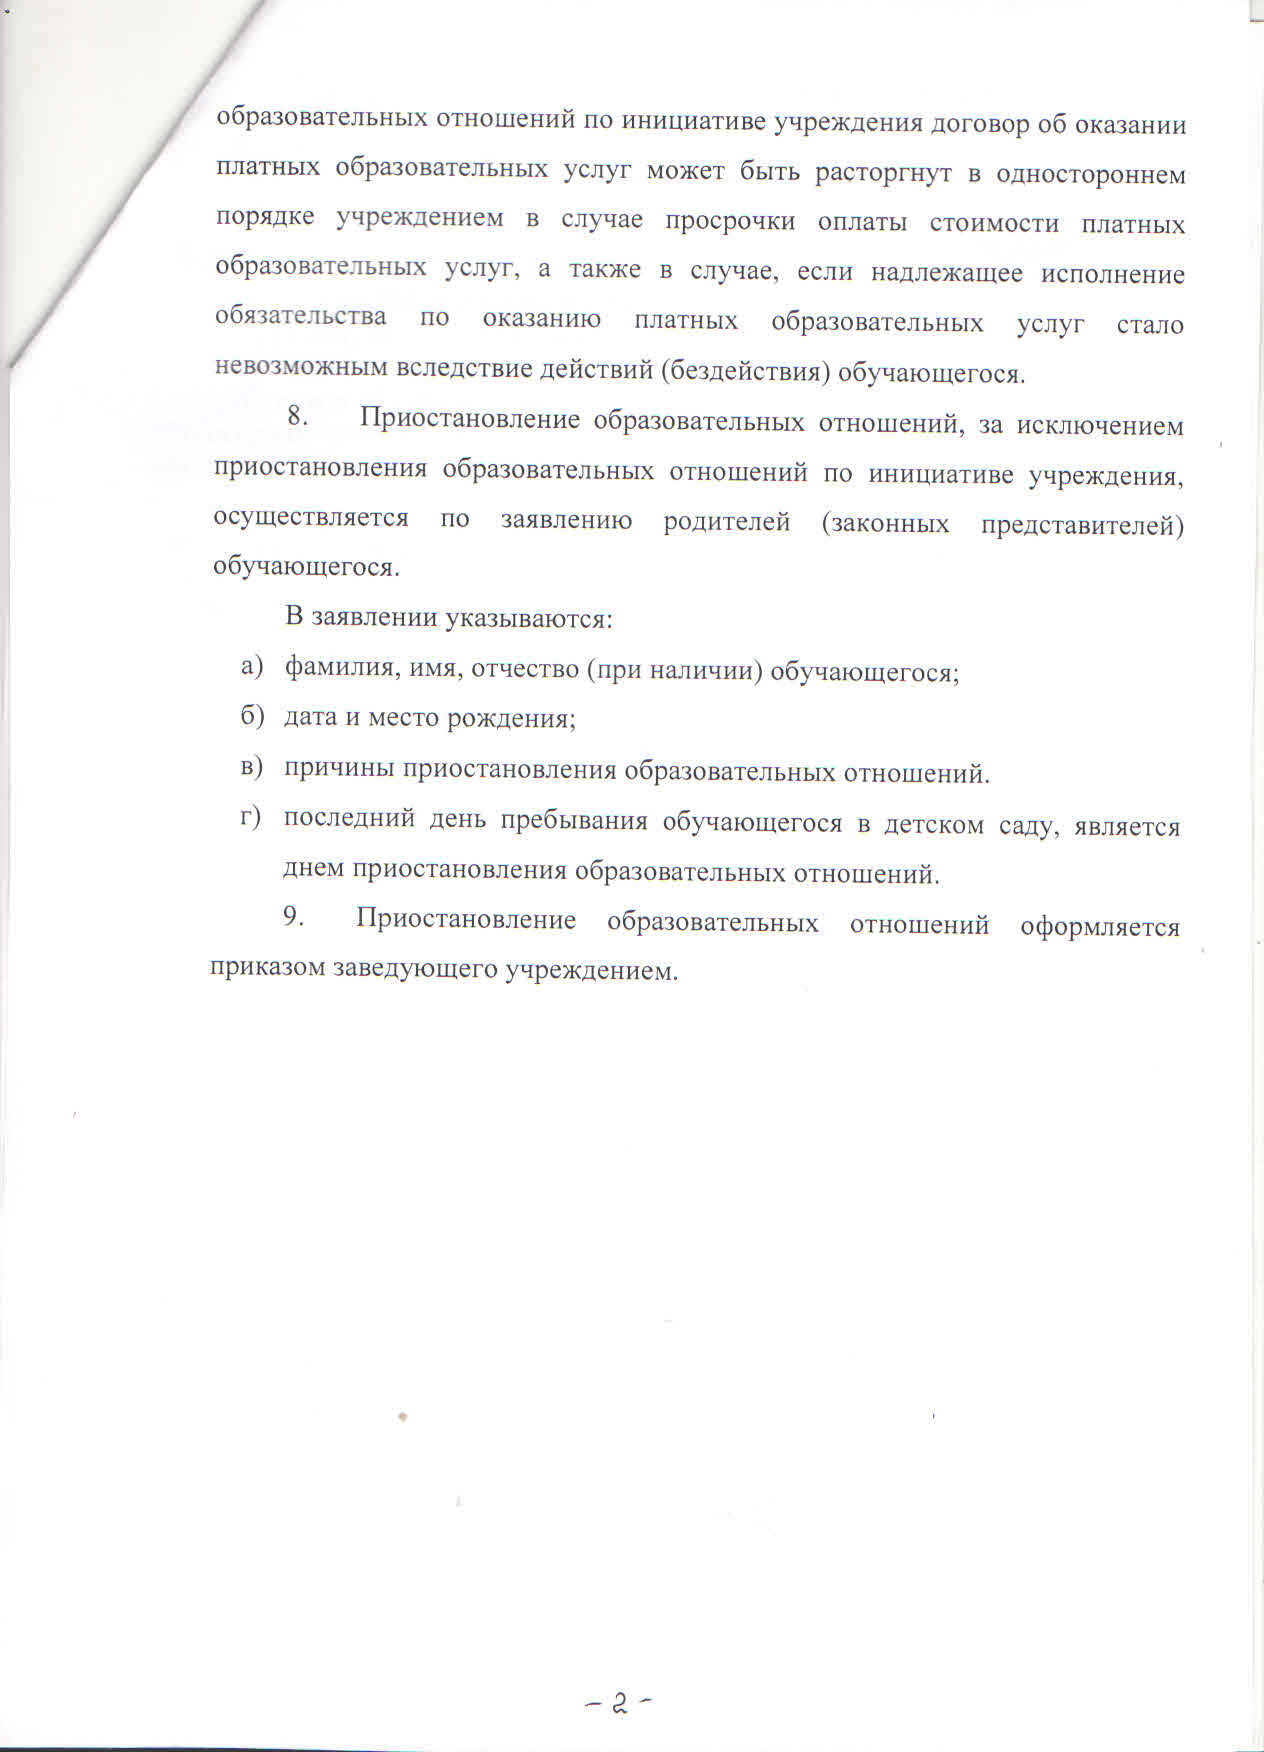 образовательных отношений по инициативе учреждения договор об оказании
платных образовательных услуг может быть расторгнут в одностороннем
порядке учреждением в случае просрочки оплаты стоимости платных
образовательных услуг, а также в случае, если надлежащее исполнение
обязательства по оказанию платных образовательных услуг стало
невозможным вследствие действий (бездействия) обучающегося.
8. Приостановление образовательных отношений, за исключением
приостановления образовательных отношений по инициативе учреждения,
осуществляется по заявлению родителей (законных представителей)
обучающегося.
В заявлении указываются:
а) фамилия, имя, отчество (при наличии) обучающегося;
б) дата и место рождения;
в) причины приостановления образовательных отношений.
г) последний день пребывания обучающегося в детском саду, является
днем приостановления образовательных отношений.
9. Приостановление образовательных отношений оформляется
приказом заведующего учреждением.
- 2 -